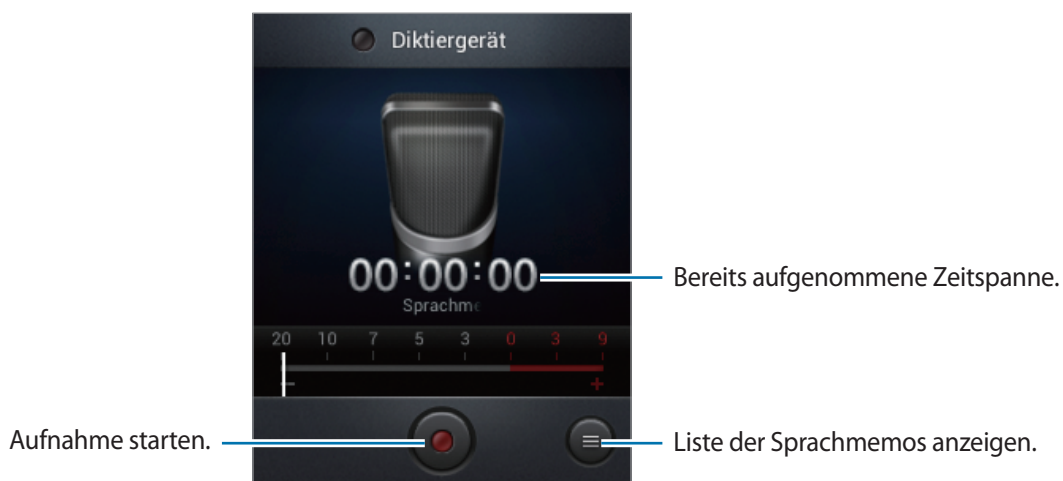 Diktiergerät
00:00:00
Bereits aufgenommene Zeitspanne.
20 10 7 5 3 0 3 9
- +
Aufnahme starten.
Liste der Sprachmemos anzeigen.